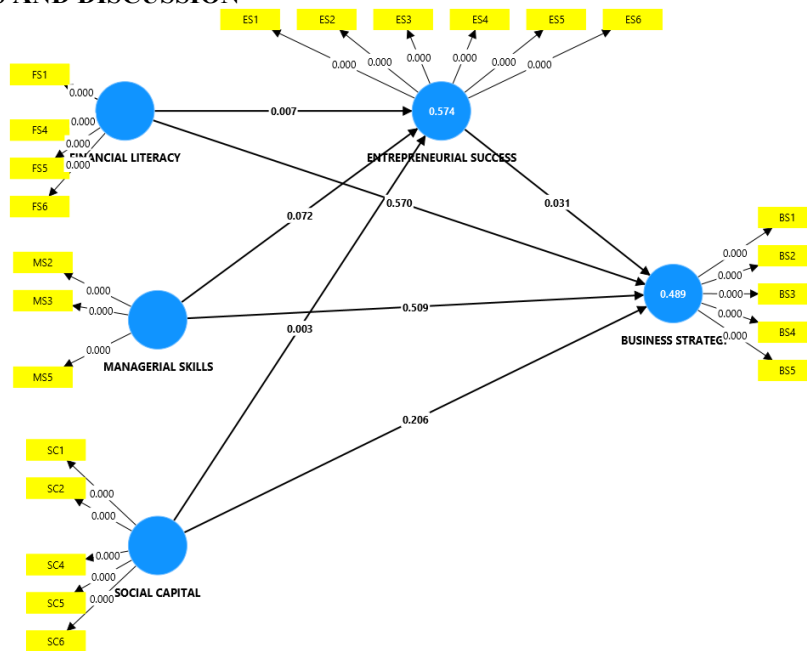 AND DISCUSSION
ES1 ES2 ES3 ES4 ES5 ES6
0.000 0.000 0.000 0.000 0.000 0.000
FS1
FS4
FS5
FS6
0.000
0.000
0.000
0.000
FINANCIAL LITERACY
0.007
0.574
ENTREPRENEURIAL SUCCESS
0.072
0.570
0.031
MS2
MS3
MS5
0.000
0.000
0.000
MANAGERIAL SKILLS
0.509
0.003
0.206
0.489
BUSINESS STRATEG
BS1
BS2
BS3
BS4
BS5
0.000
0.000
0.000
0.000
0.000
SC1
SC2
SC4
SC5
SC6
0.000
0.000
0.000
0.000
0.000
SOCIAL CAPITAL